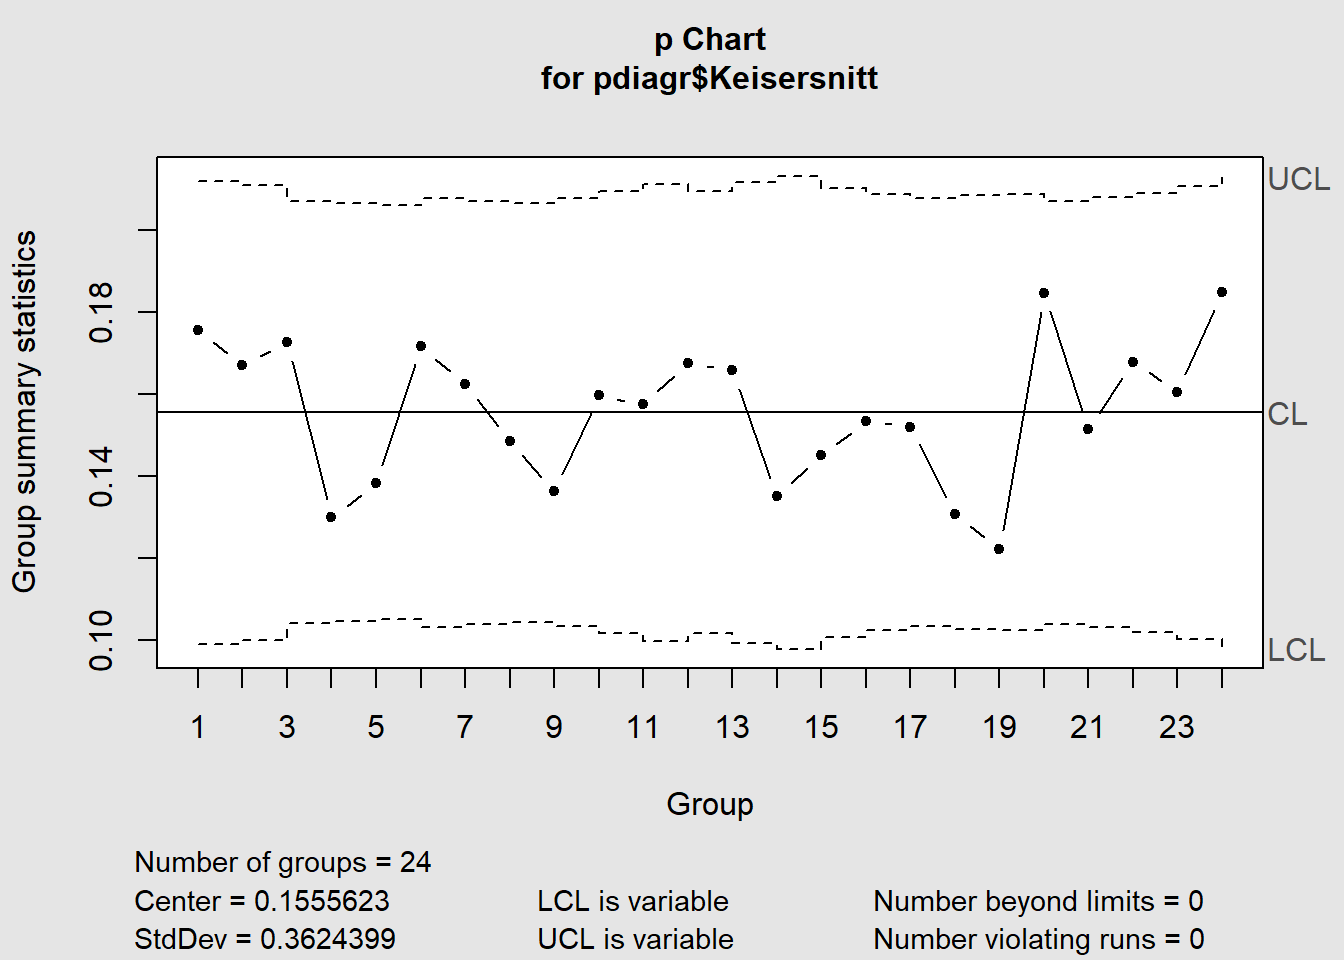 p Chart
for pdiagr$Keisersnitt
Group summary statistics
0.18
0.14
0.10
UCL
CL
LCL
1 3 5 7 9 11 13 15 17 19 21 23
Group
Number of groups = 24
Center = 0.1555623 LCL is variable Number beyond limits = 0
StdDev = 0.3624399 UCL is variable Number violating runs = 0